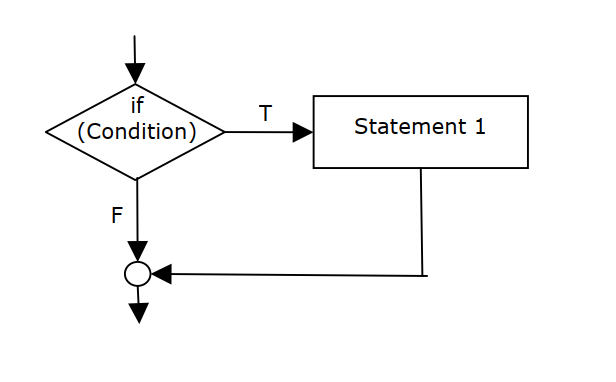 if
(Condition)
T
Statement 1
F